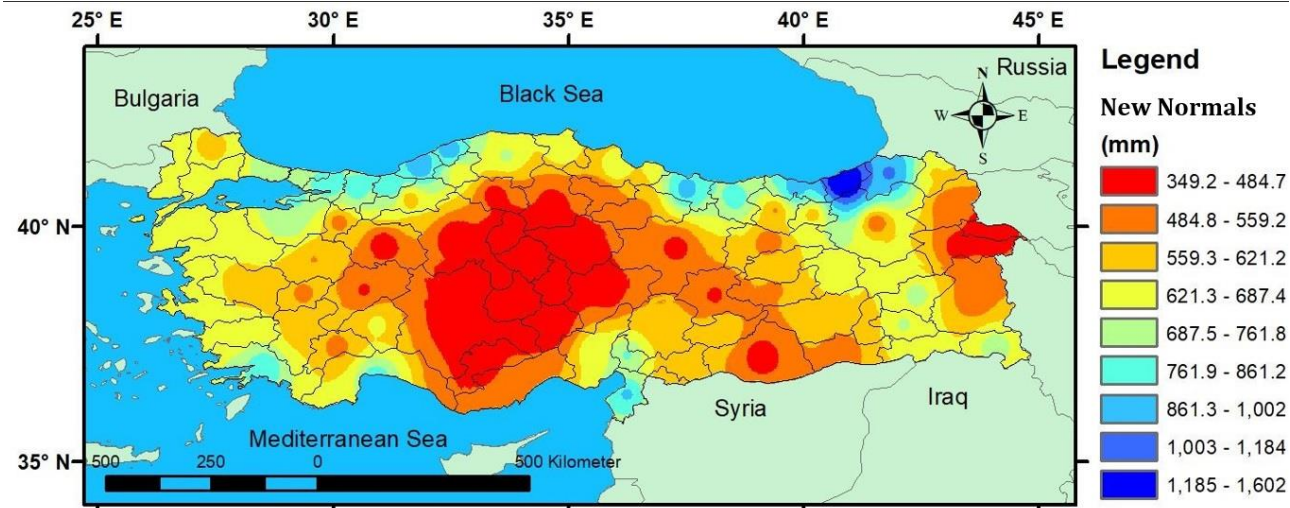 25° E 30° E 35° E 40° E 45° E
Bulgaria
Black Sea
Russia
N
W E
S
40° N
35° N
Syria
Iraq
Mediterranean Sea
500 250 0 500 Kilometer
Legend
New Normals
(mm)
349.2 - 484.7
484.8 - 559.2
559.3 - 621.2
621.3 - 687.4
687.5 - 761.8
761.9 - 861.2
861.3 - 1,002
1,003 - 1,184
1,185 - 1,602